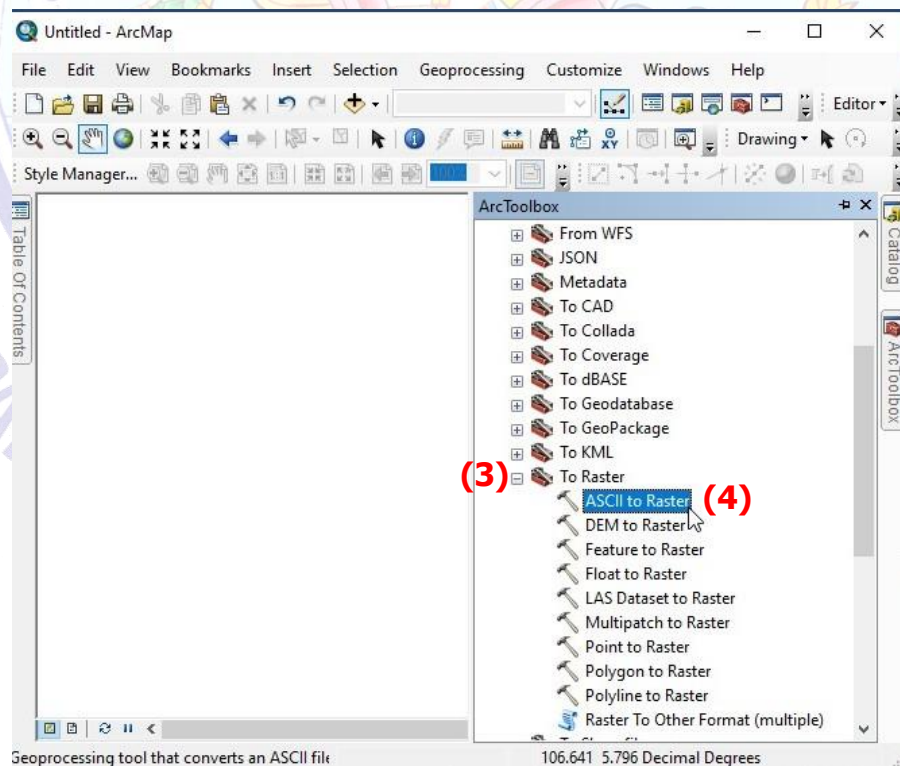 Untitled - ArcMap
File Edit View Bookmarks Insert Selection Geoprocessing Customize Windows Help
Editor
Drawing
Style Manager...
100%
Table Of Contents
ArcToolbox
From WFS
JSON
Metadata
To CAD
To Collada
To Coverage
To dBASE
To Geodatabase
To GeoPackage
To KML
(3) To Raster
ASCII to Raster (4)
DEM to Raster
Feature to Raster
Float to Raster
LAS Dataset to Raster
Multipatch to Raster
Point to Raster
Polygon to Raster
Polyline to Raster
Raster To Other Format (multiple)
Catalog
ArcToolbox
Geoprocessing tool that converts an ASCII file
106.641 5.796 Decimal Degrees